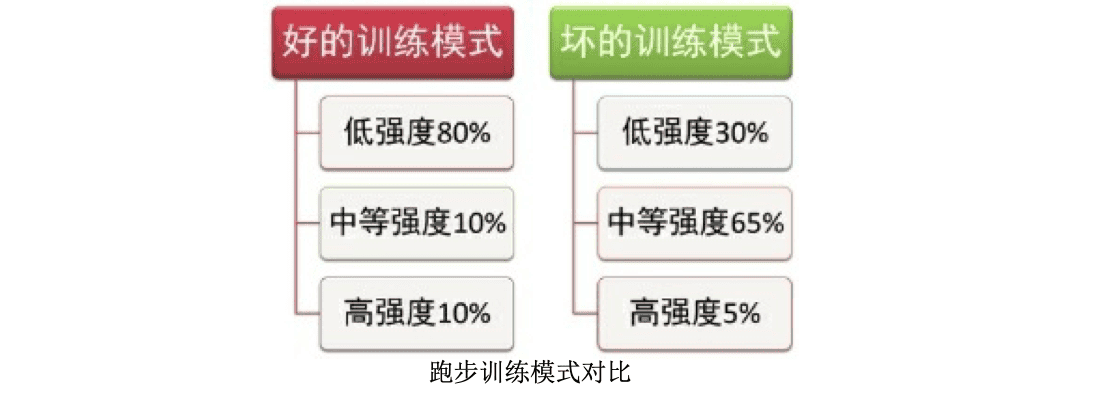 好的训练模式
低强度80%
中等强度10%
高强度10%
坏的训练模式
低强度30%
中等强度65%
高强度5%
跑步训练模式对比